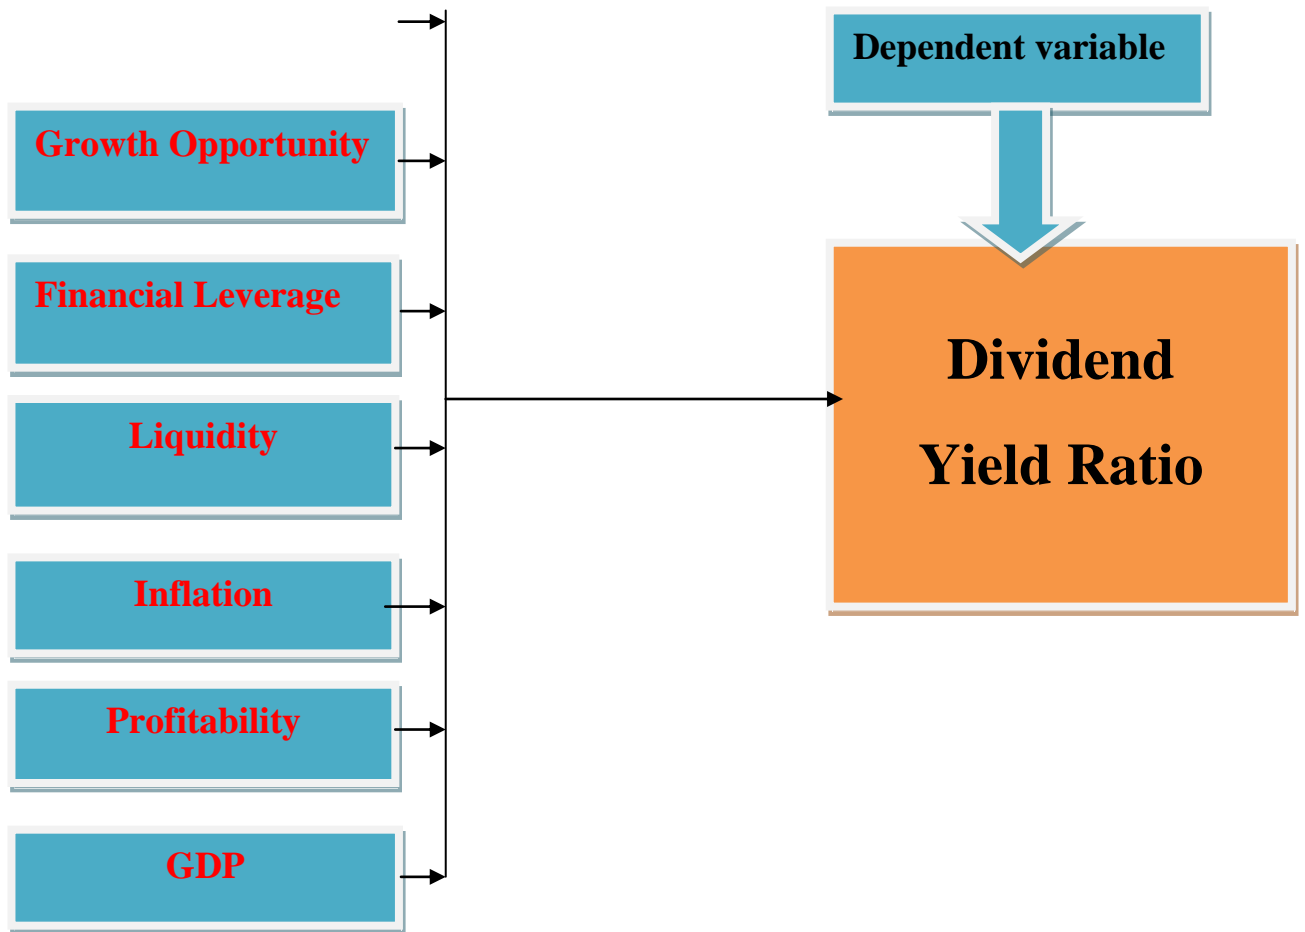 Dependent variable
Growth Opportunity
Financial Leverage
Dividend
Yield Ratio
Liquidity
Inflation
Profitability
GDP